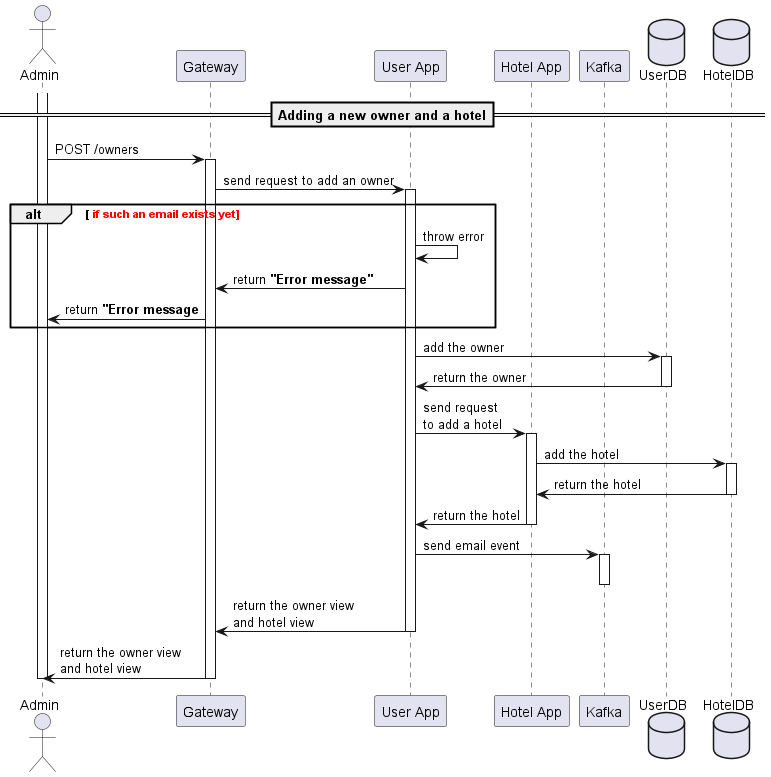 Admin
Gateway
User App
Hotel App
Kafka
UserDB
HotelDB
Adding a new owner and a hotel
POST /owners
send request to add an owner
alt
[ if such an email exists yet]
throw error
return "Error message"
return "Error message
add the owner
return the owner
send request
to add a hotel
add the hotel
return the hotel
return the hotel
send email event
return the owner view
and hotel view
return the owner view
and hotel view
Admin
Gateway
User App
Hotel App
Kafka
UserDB
HotelDB